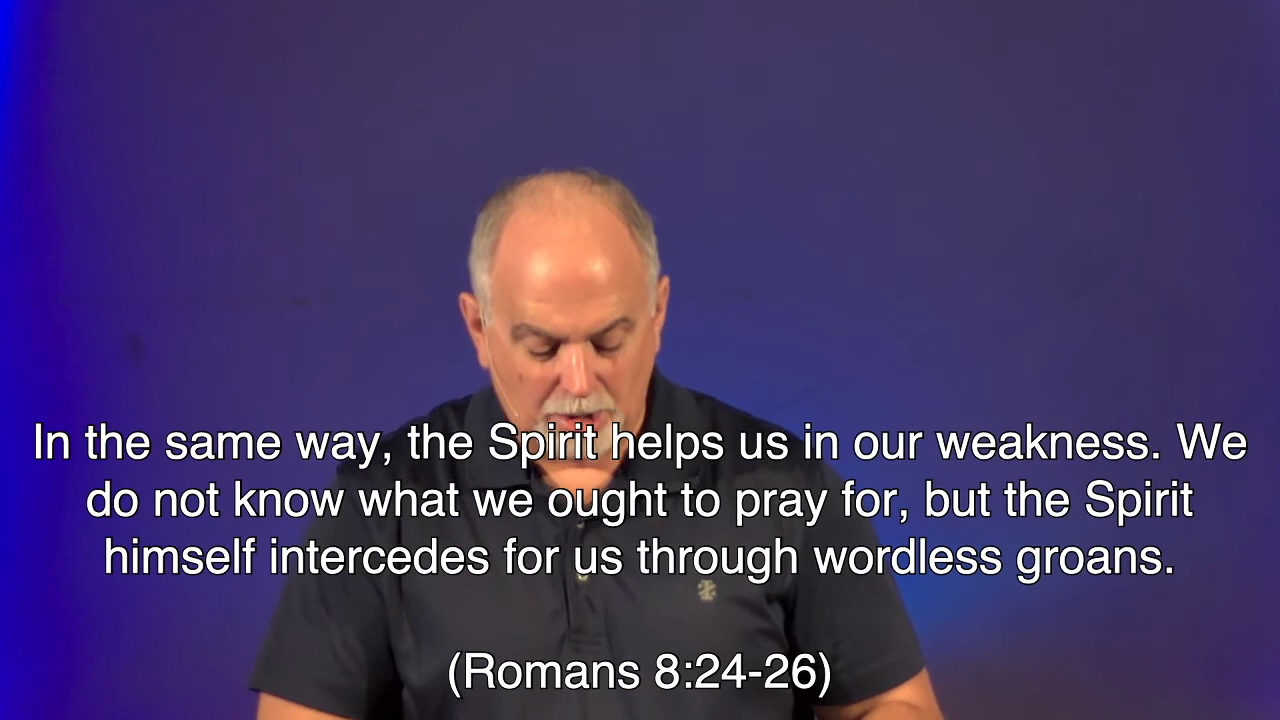 In the same way, the Spirit helps us in our weakness. We
do not know what we ought to pray for, but the Spirit
himself intercedes for us through wordless groans.
(Romans 8:24-26)